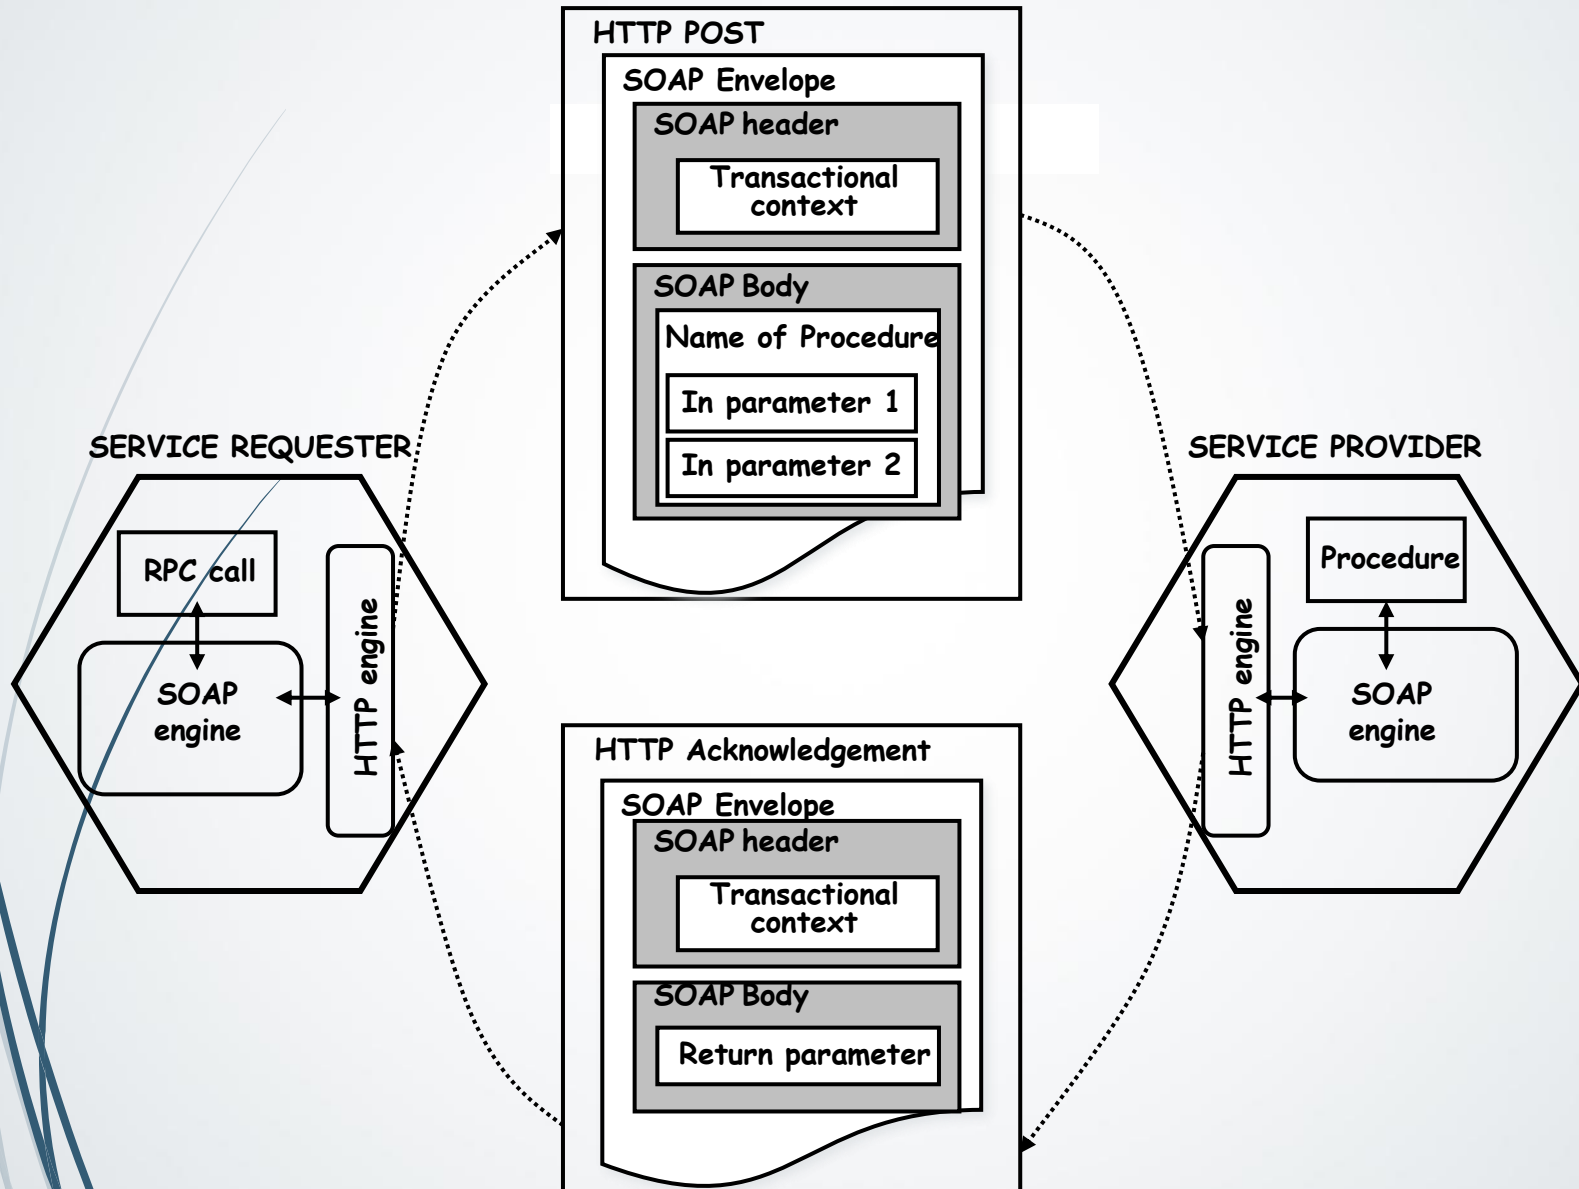 HTTP POST
SOAP Envelope
SOAP header
Transactional
context
SOAP Body
Name of Procedure
In parameter 1
In parameter 2
SERVICE REQUESTER
RPC call
SOAP
engine
HTTP engine
SERVICE PROVIDER
Procedure
HTTP engine
SOAP
engine
HTTP Acknowledgement
SOAP Envelope
SOAP header
Transactional
context
SOAP Body
Return parameter